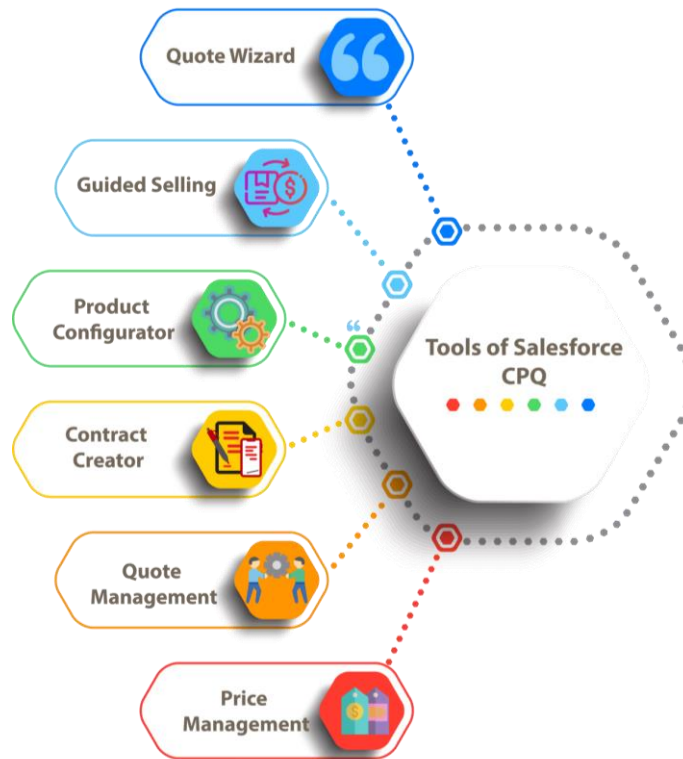 Quote Wizard
Guided Selling
Product
Configurator
Tools of Salesforce
CPQ
Contract
Creator
Quote
Management
Price
Management